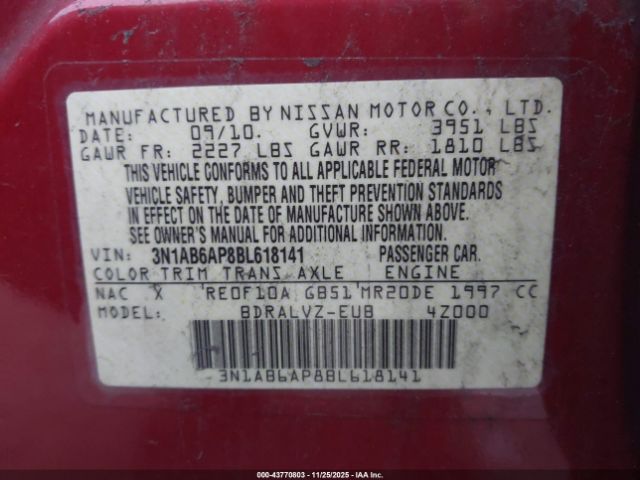 MANUFACTURED BY NISSAN MOTOR CO., LTD.
DATE: 09/10. GVWR: 3951 LBS
GAWR FR: 2227 LBS GAWR RR: 1810 LBS
THIS VEHICLE CONFORMS TO ALL APPLICABLE FEDERAL MOTOR
VEHICLE SAFETY, BUMPER AND THEFT PREVENTION STANDARDS
IN EFFECT ON THE DATE OF MANUFACTURE SHOWN ABOVE.
SEE OWNER'S MANUAL FOR ADDITIONAL INFORMATION.
VIN: 3N1AB6AP8BL618141 PASSENGER CAR.
COLOR TRIM TRANS AXLE ENGINE
NAC X RE0F10A GB51 MR20DE 1997 CC
MODEL: BDRALVZ-EUB 4Z000
3N1AB6AP8BL618141
000-43770803 - 11/25/2025 - IAA Inc.